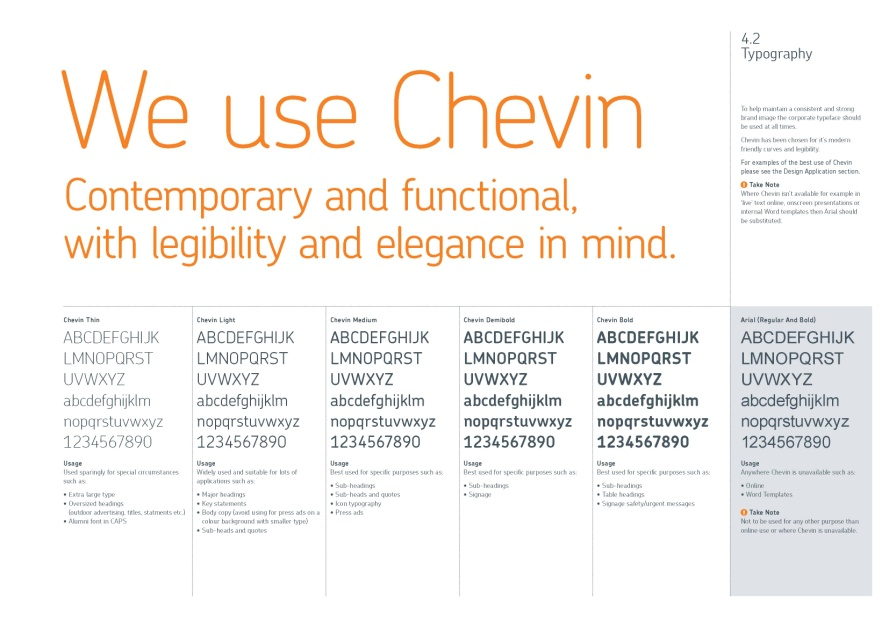 4.2
Typography
We use Chevin
Contemporary and functional,
with legibility and elegance in mind.
To help maintain a consistent and strong
brand image the corporate typeface should
be used at all times.
Chevin has been chosen for it's modern
friendly curves and legibility.
For examples of the best use of Chevin
please see the Design Application section.
Take Note
Where Chevin isn't available for example in
'live' text online, onscreen presentations or
internal Word templates then Arial should
be substituted.
Chevin Thin
ABCDEFGHIJK
LMNOPQRST
UVWXYZ
abcdefghijklm
nopqrstuvwxyz
1234567890
Usage
Used sparingly for special circumstances
such as:
• Extra large type
• Oversized headings
(outdoor advertising, titles, statments etc.)
• Alumni font in CAPS
Chevin Light
ABCDEFGHIJK
LMNOPQRST
UVWXYZ
abcdefghijklm
nopqrstuvwxyz
1234567890
Usage
Widely used and suitable for lots of
applications such as:
• Major headings
• Key statements
• Body copy (avoid using for press ads on a
colour background with smaller type)
• Sub-heads and quotes
Chevin Medium
ABCDEFGHIJK
LMNOPQRST
UVWXYZ
abcdefghijklm
nopqrstuvwxyz
1234567890
Usage
Best used for specific purposes such as:
• Sub-headings
• Sub-heads and quotes
• Icon typography
• Press ads
Chevin Demibold
ABCDEFGHIJK
LMNOPQRST
UVWXYZ
abcdefghijklm
nopqrstuvwxyz
1234567890
Usage
Best used for specific purposes such as:
• Sub-headings
• Signage
Chevin Bold
ABCDEFGHIJK
LMNOPQRST
UVWXYZ
abcdefghijklm
nopqrstuvwxyz
1234567890
Usage
Best used for specific purposes such as:
• Sub-headings
• Table headings
• Signage safety/urgent messages
Arial (Regular And Bold)
ABCDEFGHIJK
LMNOPQRST
UVWXYZ
abcdefghijklm
nopqrstuvwxyz
1234567890
Usage
Anywhere Chevin is unavailable such as:
• Online
• Word Templates
Take Note
Not to be used for any other purpose than
online use or where Chevin is unavailable.